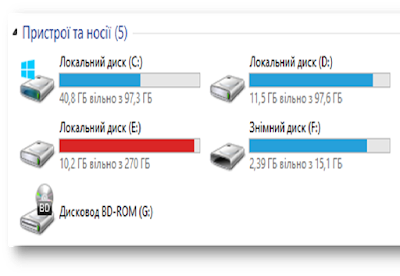 Пристрої та носії (5)
Локальний диск (C:)
40,8 ГБ вільно з 97,3 ГБ
Локальний диск (D:)
11,5 ГБ вільно з 97,6 ГБ
Локальний диск (E:)
10,2 ГБ вільно з 270 ГБ
Знімний диск (F:)
2,39 ГБ вільно з 15,1 ГБ
BD
Дисковод BD-ROM (G:)